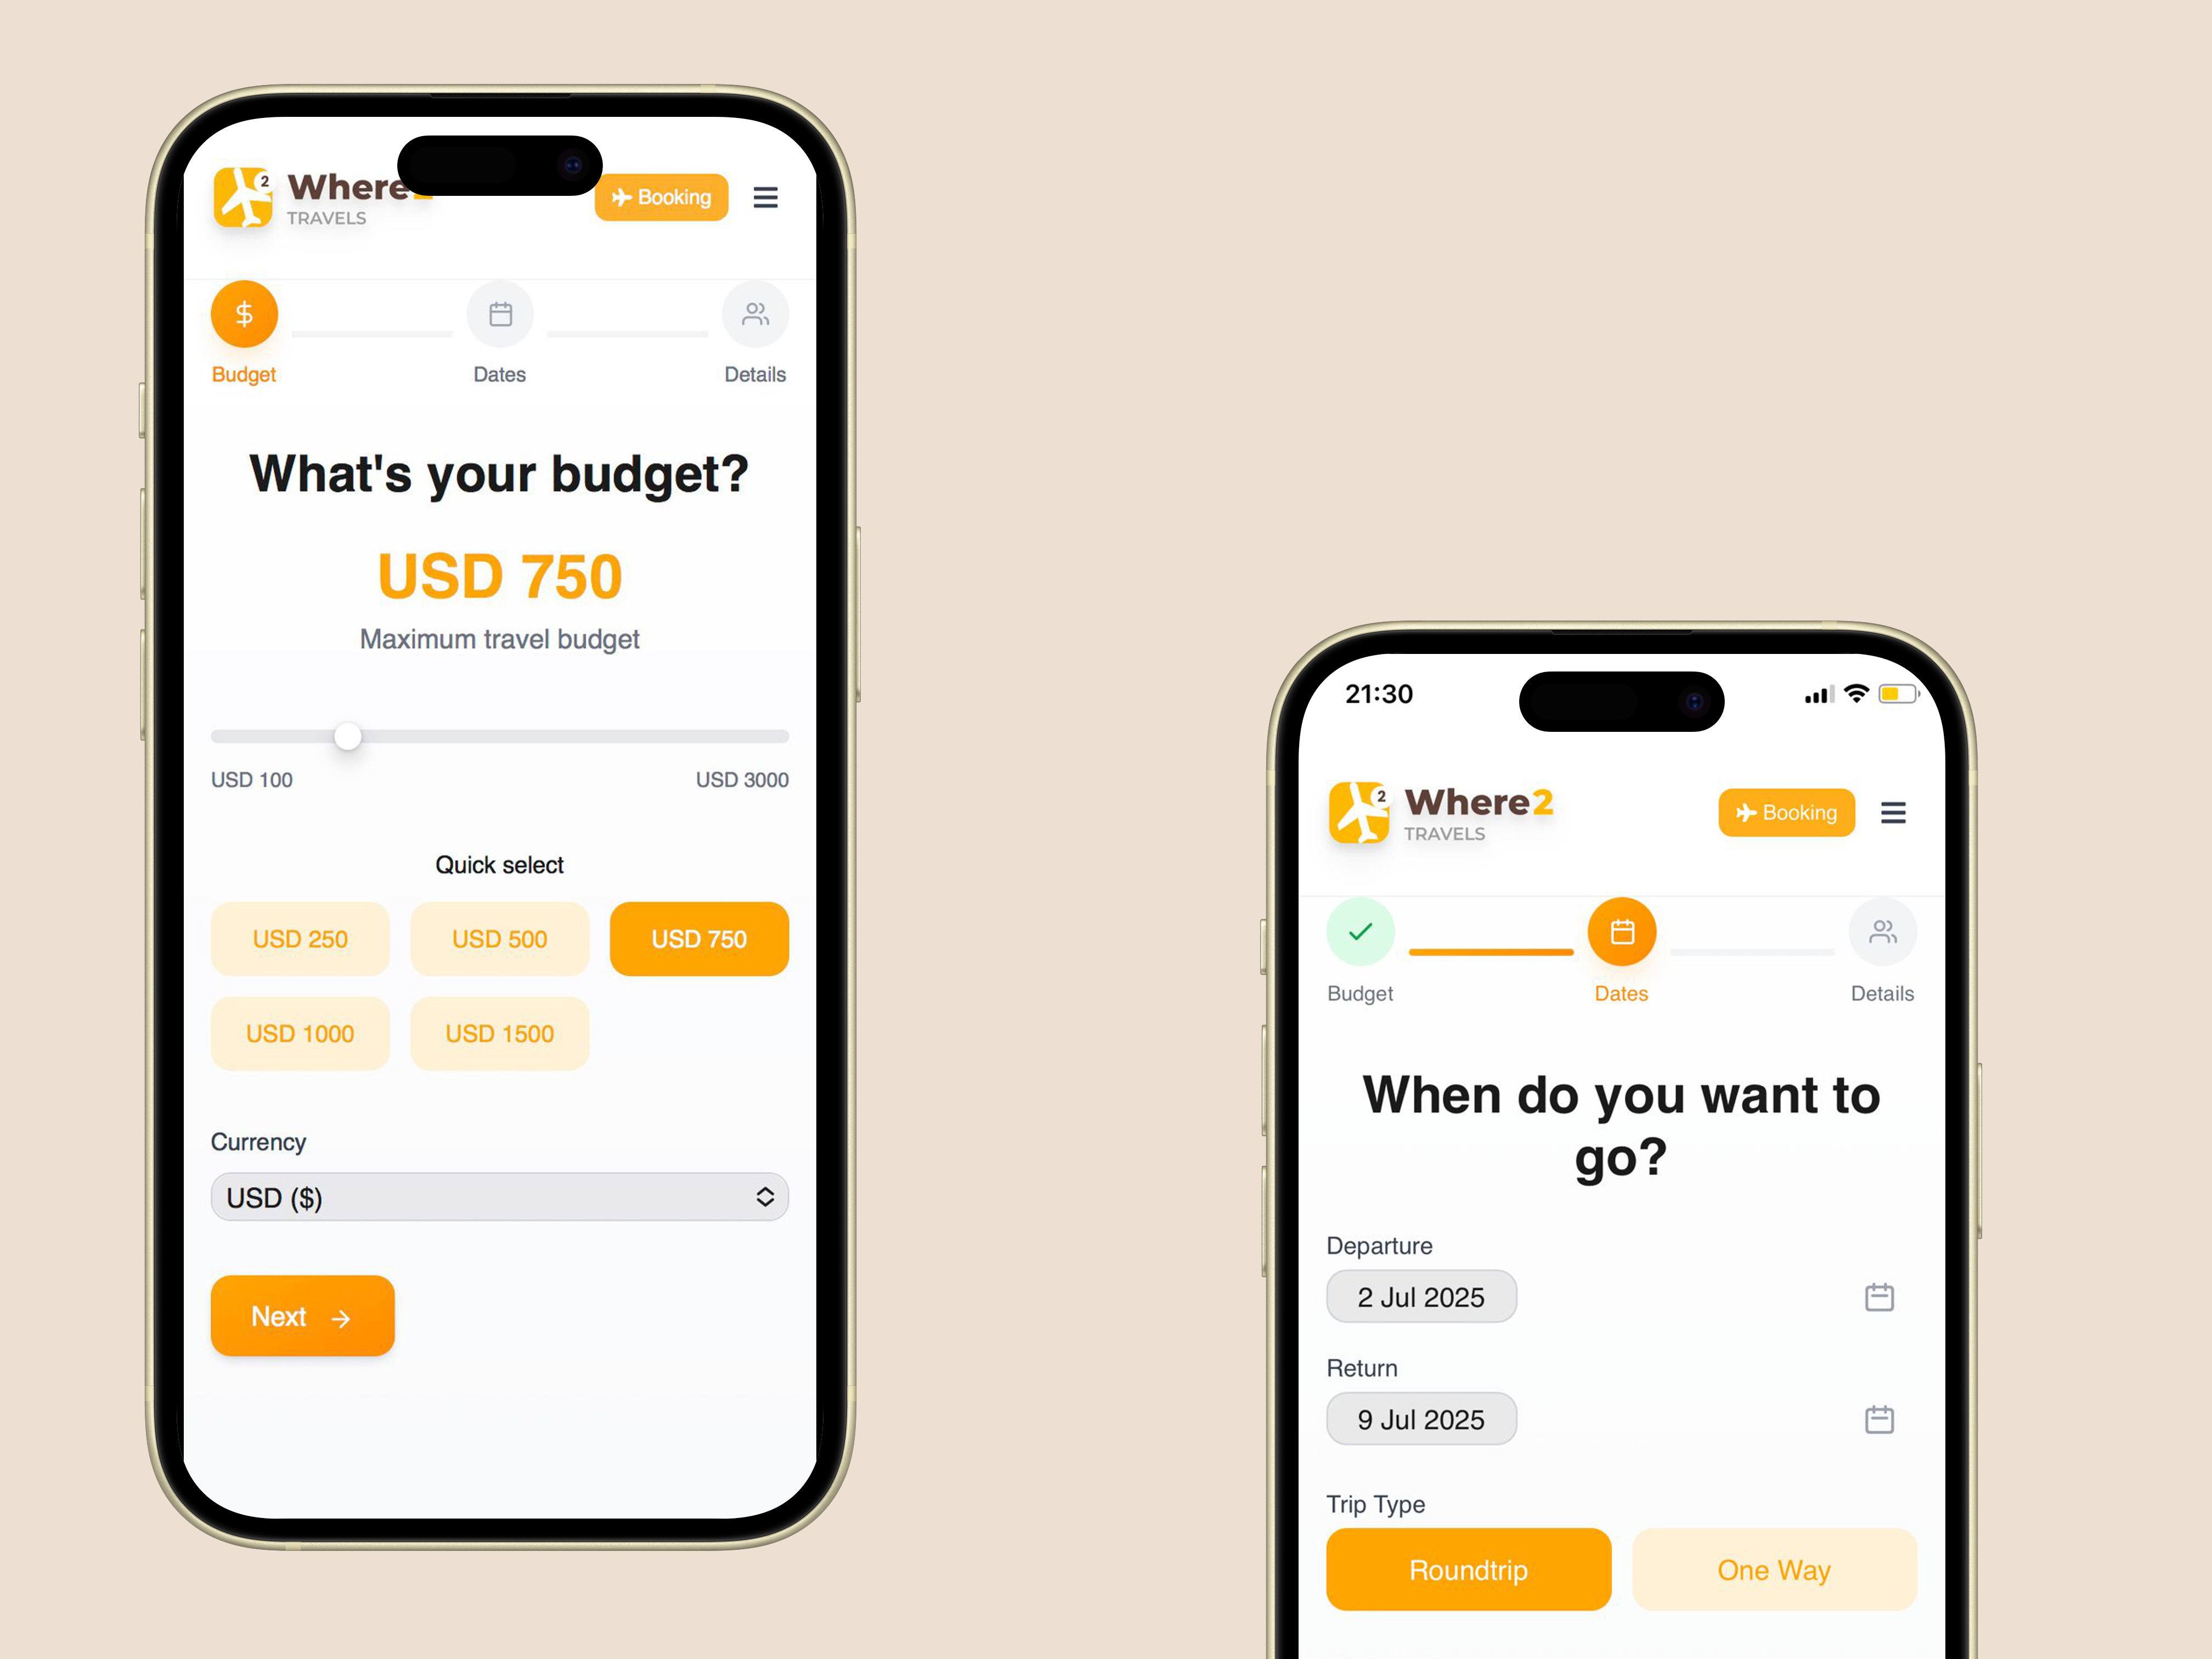 2
Where2
TRAVELS
Booking
$
Budget
Dates
Details
What's your budget?
USD 750
Maximum travel budget
USD 100
USD 3000
Quick select
USD 250
USD 500
USD 750
USD 1000
USD 1500
Currency
USD ($)
Next
21:30
2
Where2
TRAVELS
Booking
Budget
Dates
Details
When do you want to
go?
Departure
2 Jul 2025
Return
9 Jul 2025
Trip Type
Roundtrip
One Way